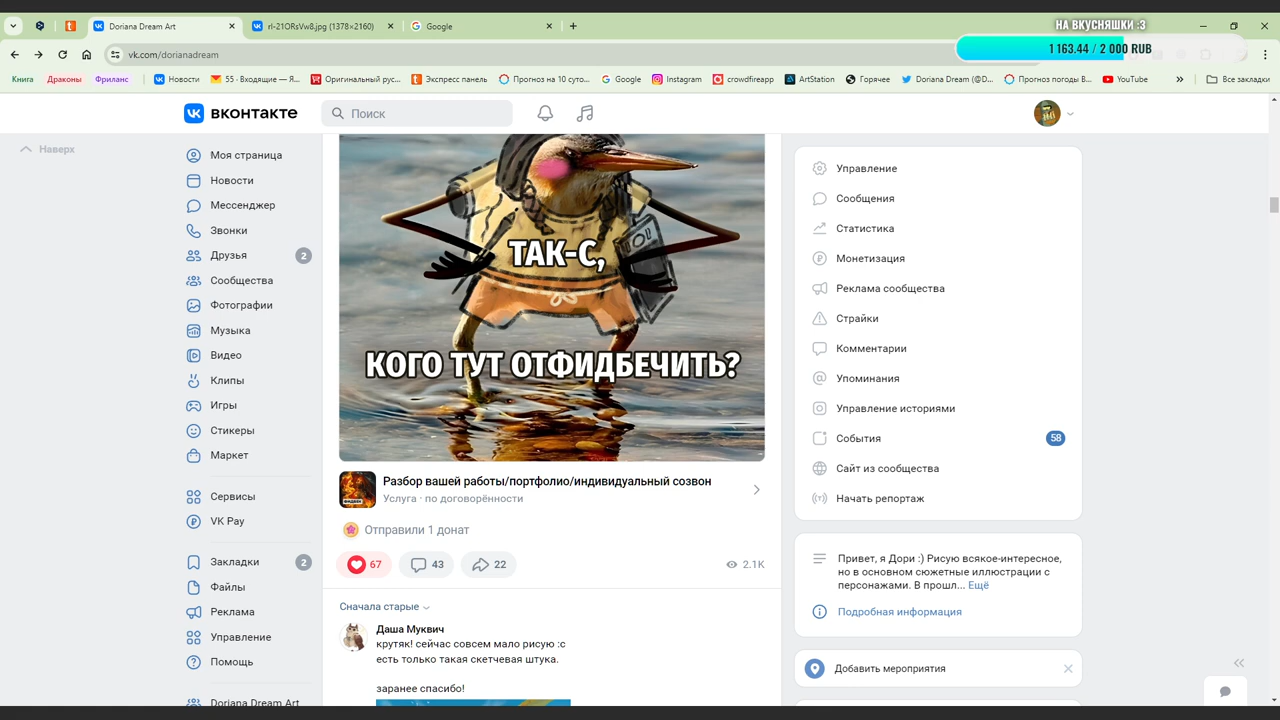 НА ВКУСНЯШКИ :3
Doriana Dream Art
rl-21ORsVw8.jpg (1378×2160)
Google
1 163.44 / 2 000 RUB
vk.com/dorianadream
Книга
Драконы
Фриланс
Новости
55 · Входящие — Я...
Оригинальный рус...
Экспресс панель
Прогноз на 10 суто...
Google
Instagram
crowdfireapp
ArtStation
Горячее
Doriana Dream (@D...
Прогноз погоды В...
YouTube
Все закладки
вконтакте
Поиск
Наверх
Моя страница
Новости
Мессенджер
Звонки
Друзья
2
Сообщества
Фотографии
Музыка
Видео
Клипы
Игры
Стикеры
Маркет
Сервисы
VK Pay
Закладки
2
Файлы
Реклама
Управление
Помощь
Doriana Dream Art
ТАК-С,
КОГО ТУТ ОТФИДБЕЧИТЬ?
Разбор вашей работы/портфолио/индивидуальный созвон
Услуга · по договорённости
Отправили 1 донат
67
43
22
2.1K
Сначала старые
Даша Муквич
крутяк! сейчас совсем мало рисую :с
есть только такая скетчевая штука.
заранее спасибо!
Управление
Сообщения
Статистика
Монетизация
Реклама сообщества
Страйки
Комментарии
Упоминания
Управление историями
События
58
Сайт из сообщества
Начать репортаж
Привет, я Дори :) Рисую всякое-интересное,
но в основном сюжетные иллюстрации с
персонажами. В прошл... Ещё
Подробная информация
Добавить мероприятия